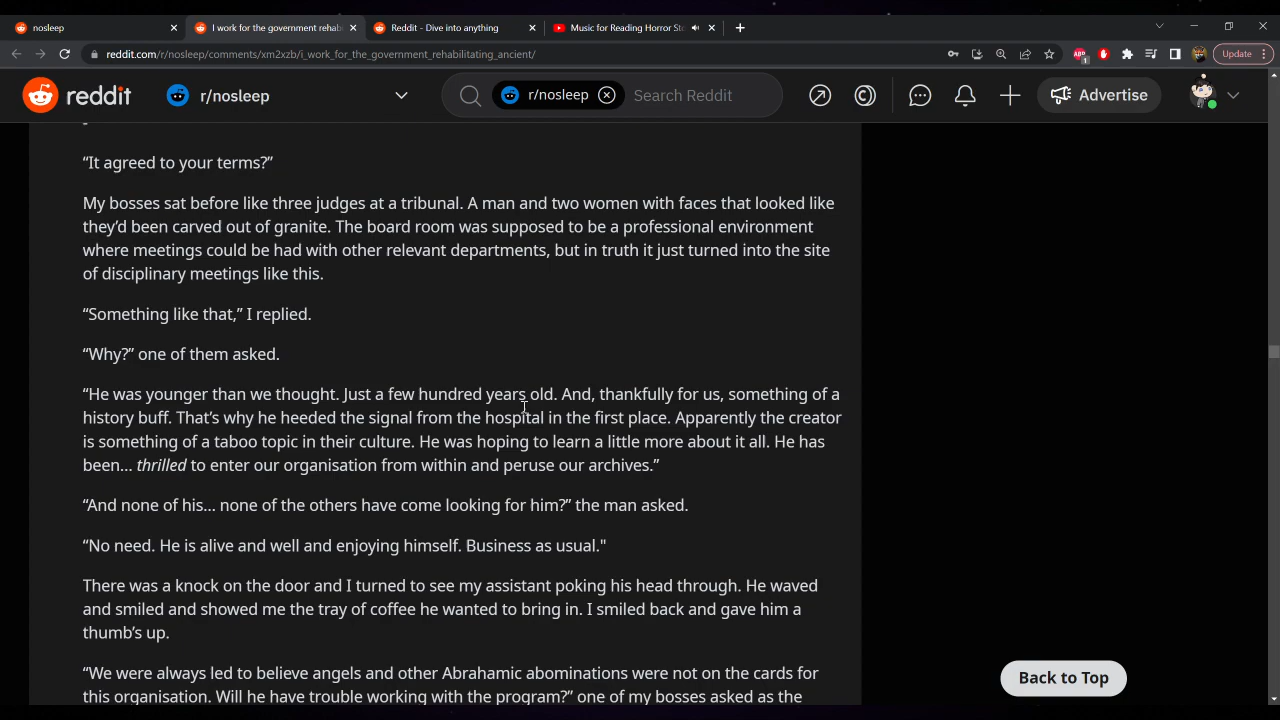 nosleep
I work for the government rehab
Reddit - Dive into anything
Music for Reading Horror Sto
Update
reddit.com/r/nosleep/comments/xm2xzb/i_work_for_the_government_rehabilitating_ancient/
reddit
r/nosleep
r/nosleep
Search Reddit
Advertise
“It agreed to your terms?”
My bosses sat before like three judges at a tribunal. A man and two women with faces that looked like
they’d been carved out of granite. The board room was supposed to be a professional environment
where meetings could be had with other relevant departments, but in truth it just turned into the site
of disciplinary meetings like this.
“Something like that,” I replied.
“Why?” one of them asked.
“He was younger than we thought. Just a few hundred years old. And, thankfully for us, something of a
history buff. That’s why he heeded the signal from the hospital in the first place. Apparently the creator
is something of a taboo topic in their culture. He was hoping to learn a little more about it all. He has
been… thrilled to enter our organisation from within and peruse our archives.”
“And none of his… none of the others have come looking for him?” the man asked.
“No need. He is alive and well and enjoying himself. Business as usual."
There was a knock on the door and I turned to see my assistant poking his head through. He waved
and smiled and showed me the tray of coffee he wanted to bring in. I smiled back and gave him a
thumb’s up.
“We were always led to believe angels and other Abrahamic abominations were not on the cards for
this organisation. Will he have trouble working with the program?” one of my bosses asked as the
Back to Top